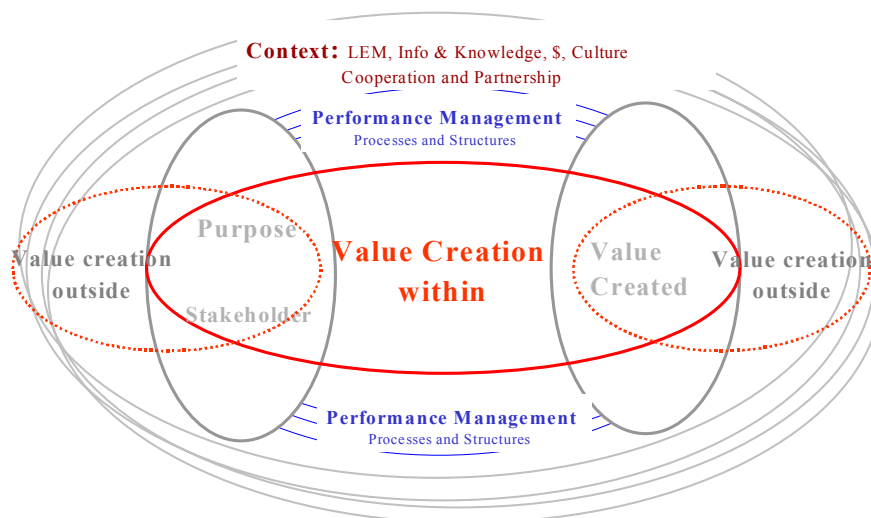 Context: LEM, Info & Knowledge, $, Culture
Cooperation and Partnership
Performance Management
Processes and Structures
Purpose
Stakeholder
Value creation
outside
Value Creation
within
Value
Created
Value creation
outside
Performance Management
Processes and Structures